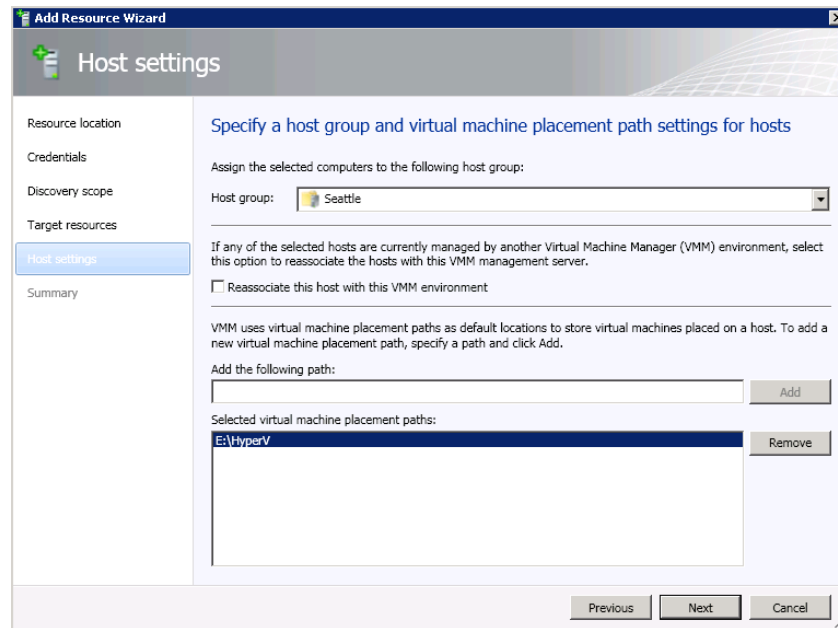 Add Resource Wizard
Host settings
Resource location
Credentials
Discovery scope
Target resources
Host settings
Summary
Specify a host group and virtual machine placement path settings for hosts
Assign the selected computers to the following host group:
Host group: Seattle
If any of the selected hosts are currently managed by another Virtual Machine Manager (VMM) environment, select
this option to reassociate the hosts with this VMM management server.
Reassociate this host with this VMM environment
VMM uses virtual machine placement paths as default locations to store virtual machines placed on a host. To add a
new virtual machine placement path, specify a path and click Add.
Add the following path:
Add
Selected virtual machine placement paths:
E:\HyperV
Remove
Previous Next Cancel